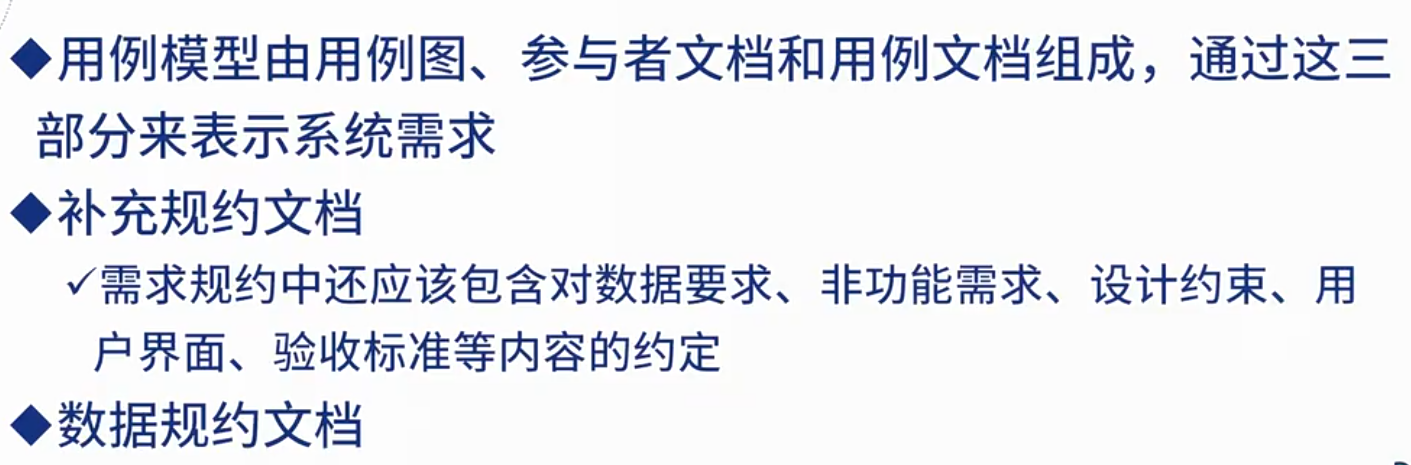 ◆用例模型由用例图、参与者文档和用例文档组成，通过这三
部分来表示系统需求
◆补充规约文档
✓需求规约中还应该包含对数据要求、非功能需求、设计约束、用
户界面、验收标准等内容的约定
◆数据规约文档